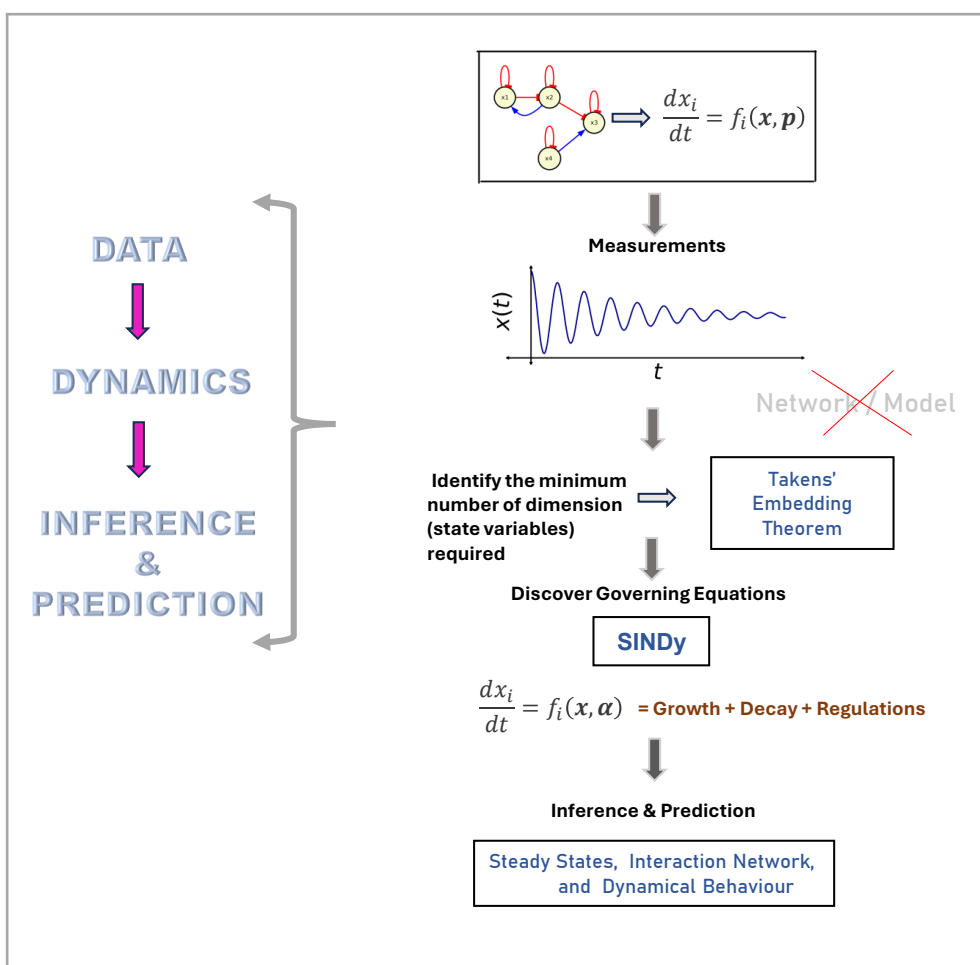 x1
x2
x3
x4
dx_i/dt = f_i(x, p)
Measurements
x(t)
t
DATA
DYNAMICS
INFERENCE
&
PREDICTION
Network / Model
Identify the minimum
number of dimension
(state variables)
required
Takens'
Embedding
Theorem
Discover Governing Equations
SINDy
dx_i/dt = f_i(x, α) = Growth + Decay + Regulations
Inference & Prediction
Steady States, Interaction Network,
and Dynamical Behaviour